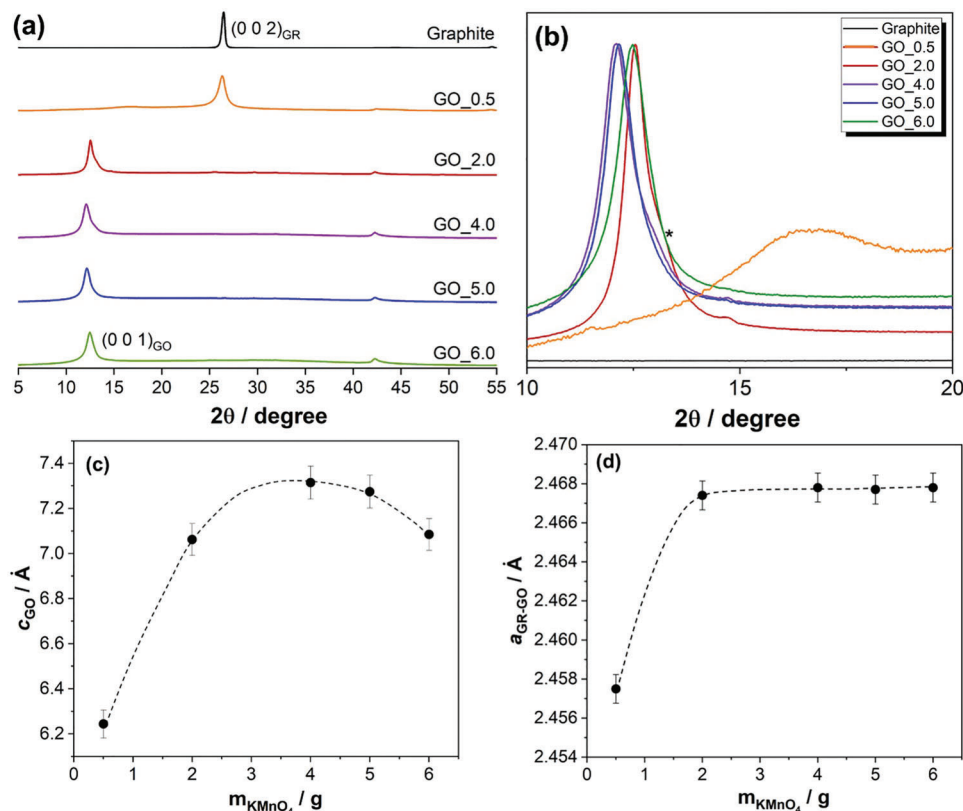 (a)
(0 0 2)GR
Graphite
GO_0.5
GO_2.0
GO_4.0
GO_5.0
(0 0 1)GO
GO_6.0
5 10 15 20 25 30 35 40 45 50 55
2θ / degree
(b)
Graphite
GO_0.5
GO_2.0
GO_4.0
GO_5.0
GO_6.0
*
10 15 20
2θ / degree
(c)
7.4
7.2
7.0
6.8
6.6
6.4
6.2
cGO / Å
0 1 2 3 4 5 6
mKMnO4 / g
(d)
2.470
2.468
2.466
2.464
2.462
2.460
2.458
2.456
2.454
aGR-GO / Å
0 1 2 3 4 5 6
mKMnO4 / g